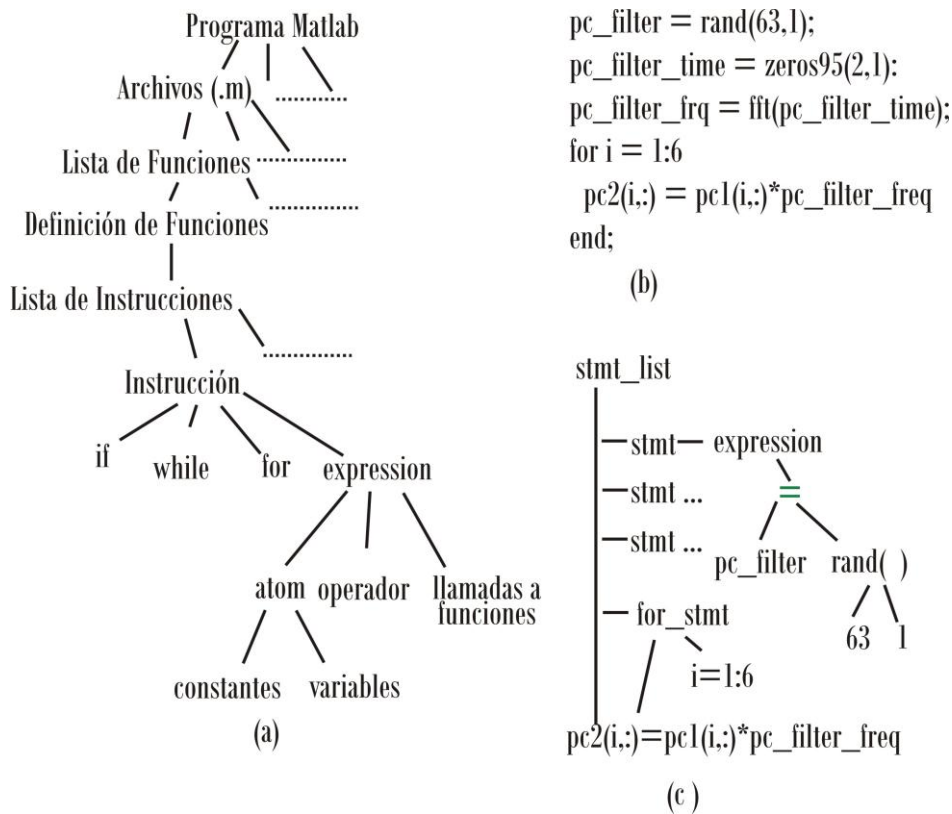 Programa Matlab
Archivos (.m)
Lista de Funciones
Definición de Funciones
Lista de Instrucciones
Instrucción
if while for expression
atom operador llamadas a
funciones
constantes variables
(a)
pc_filter = rand(63,1);
pc_filter_time = zeros95(2,1):
pc_filter_frq = fft(pc_filter_time);
for i = 1:6
pc2(i,:) = pc1(i,:)*pc_filter_freq
end;
(b)
stmt_list
stmt expression
stmt ... =
stmt ...
pc_filter rand( )
for_stmt 63 1
i=1:6
pc2(i,:)=pc1(i,:)*pc_filter_freq
(c )